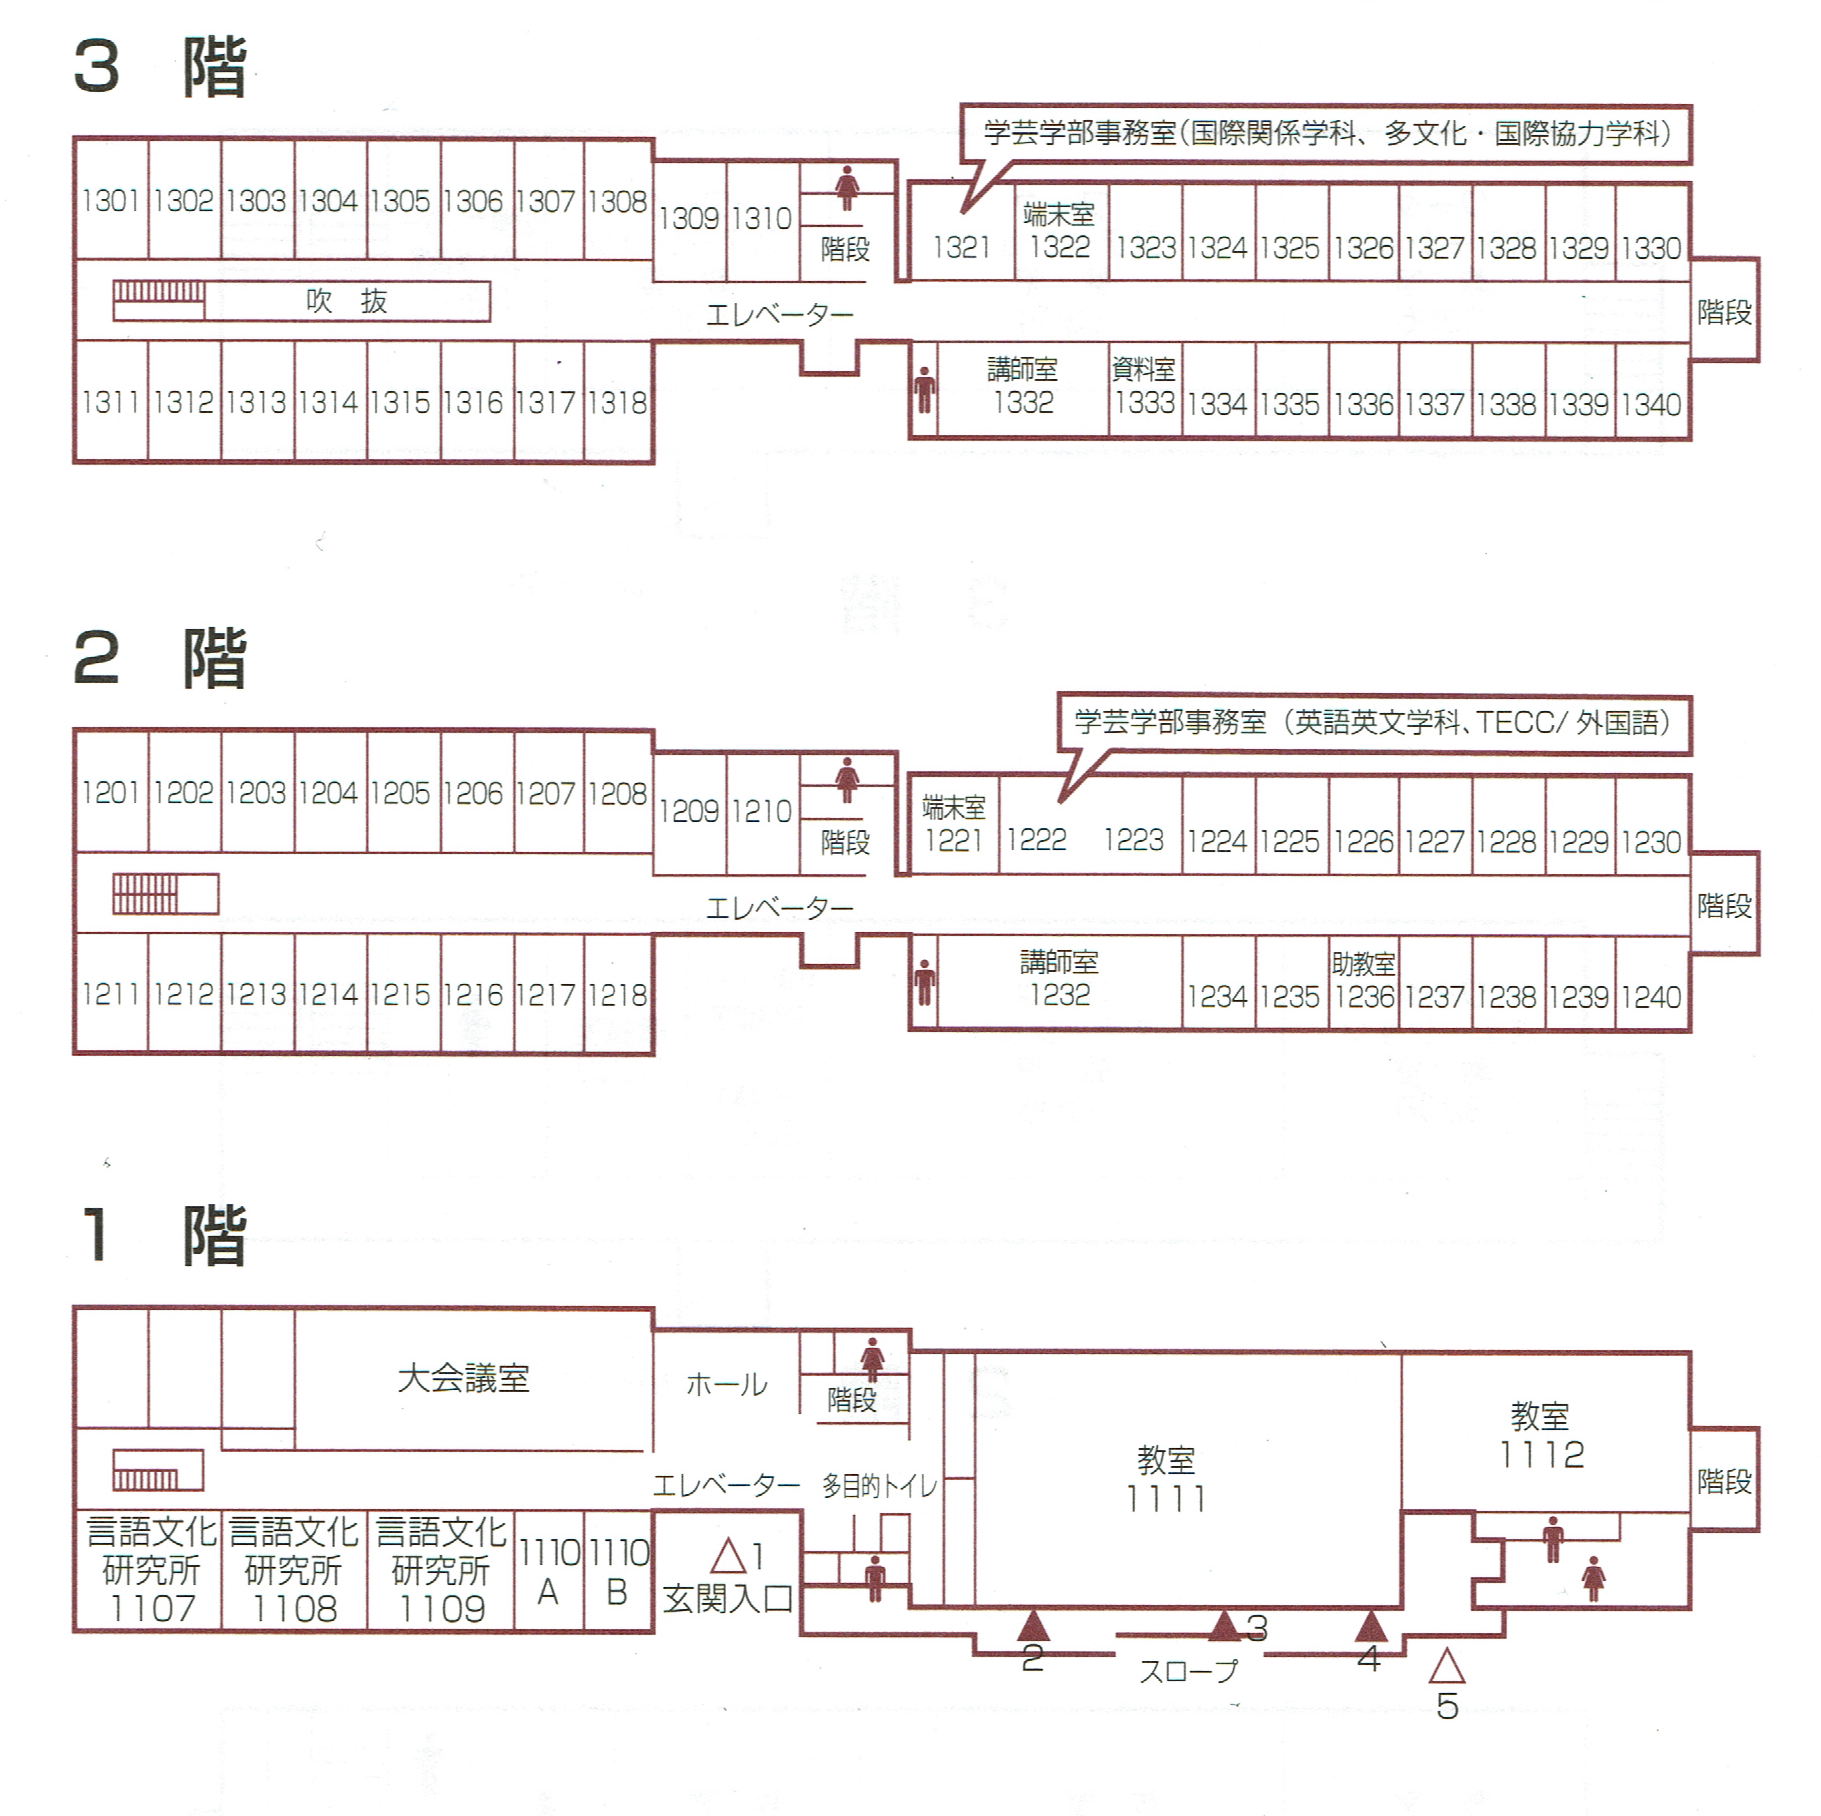 3 階
学芸学部事務室(国際関係学科、多文化・国際協力学科)
1301 1302 1303 1304 1305 1306 1307 1308
1309 1310
階段
1321
端末室
1322
1323 1324 1325 1326 1327 1328 1329 1330
吹 抜
エレベーター
階段
1311 1312 1313 1314 1315 1316 1317 1318
講師室
1332
資料室
1333
1334 1335 1336 1337 1338 1339 1340
2 階
学芸学部事務室(英語英文学科、TECC/外国語)
1201 1202 1203 1204 1205 1206 1207 1208
1209 1210
階段
端末室
1221
1222 1223 1224 1225 1226 1227 1228 1229 1230
エレベーター
階段
1211 1212 1213 1214 1215 1216 1217 1218
講師室
1232
1234 1235
助教室
1236
1237 1238 1239 1240
1 階
大会議室
ホール
階段
教室
1111
教室
1112
エレベーター
多目的トイレ
階段
言語文化
研究所
1107
言語文化
研究所
1108
言語文化
研究所
1109
1110
A
1110
B
△1
玄関入口
2
3
4
スロープ
5